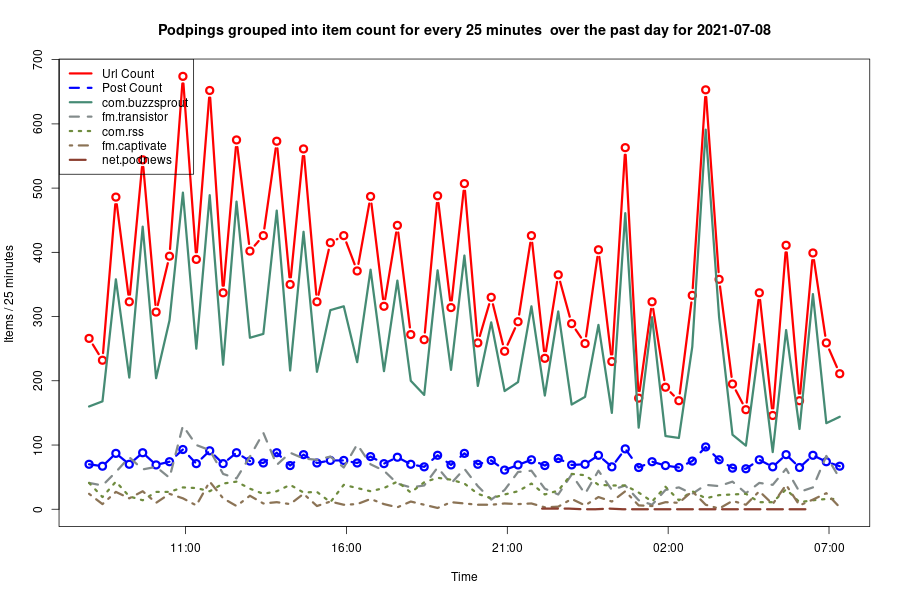 Podpings grouped into item count for every 25 minutes  over the past day for 2021-07-08
Items / 25 minutes
700
600
500
400
300
200
100
0
Url Count
Post Count
com.buzzsprout
fm.transistor
com.rss
fm.captivate
net.podnews
11:00
16:00
21:00
02:00
07:00
Time